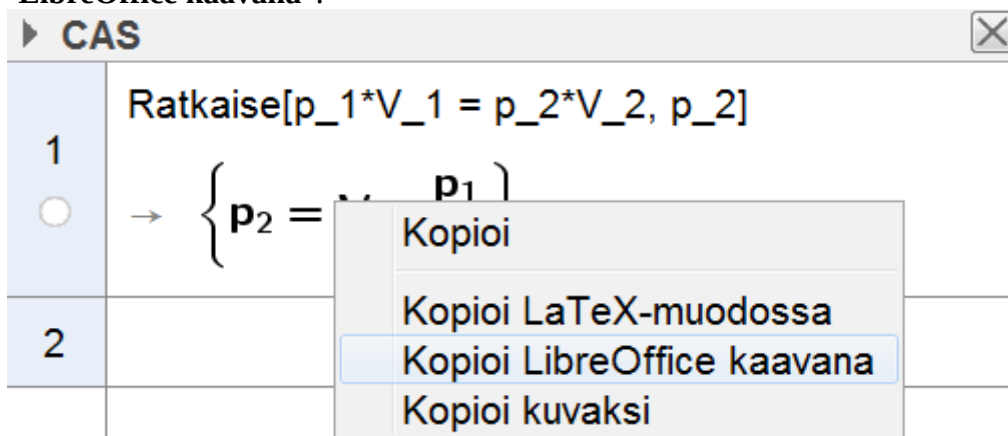 LibreOffice kaavana".
CAS
Ratkaise[p_1*V_1 = p_2*V_2, p_2]
1
→ {p₂ = p₁}
Kopioi
Kopioi LaTeX-muodossa
2
Kopioi LibreOffice kaavana
Kopioi kuvaksi